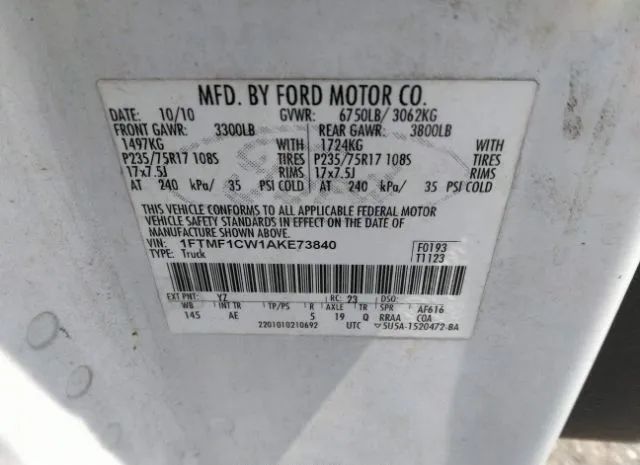 MFD. BY FORD MOTOR CO.
DATE: 10/10 GVWR: 6750LB/ 3062KG
FRONT GAWR: 3300LB REAR GAWR: 3800LB
1497KG WITH 1724KG WITH
P235/75R17 108S TIRES P235/75R17 108S TIRES
17x7.5J RIMS 17x7.5J RIMS
AT 240 kPa/ 35 PSI COLD AT 240 kPa/ 35 PSI COLD
THIS VEHICLE CONFORMS TO ALL APPLICABLE FEDERAL MOTOR
VEHICLE SAFETY STANDARDS IN EFFECT ON THE DATE OF
MANUFACTURE SHOWN ABOVE.
VIN: 1FTMF1CW1AKE73840 F0193
TYPE: Truck T1123
EXT PNT: YZ RC: 23 DSO:
WB INT TR TP/PS R AXLE TR SPR AF616
145 AE 5 19 Q RRAA COA
2201010210692 UTC 5U5A-1520472-BA